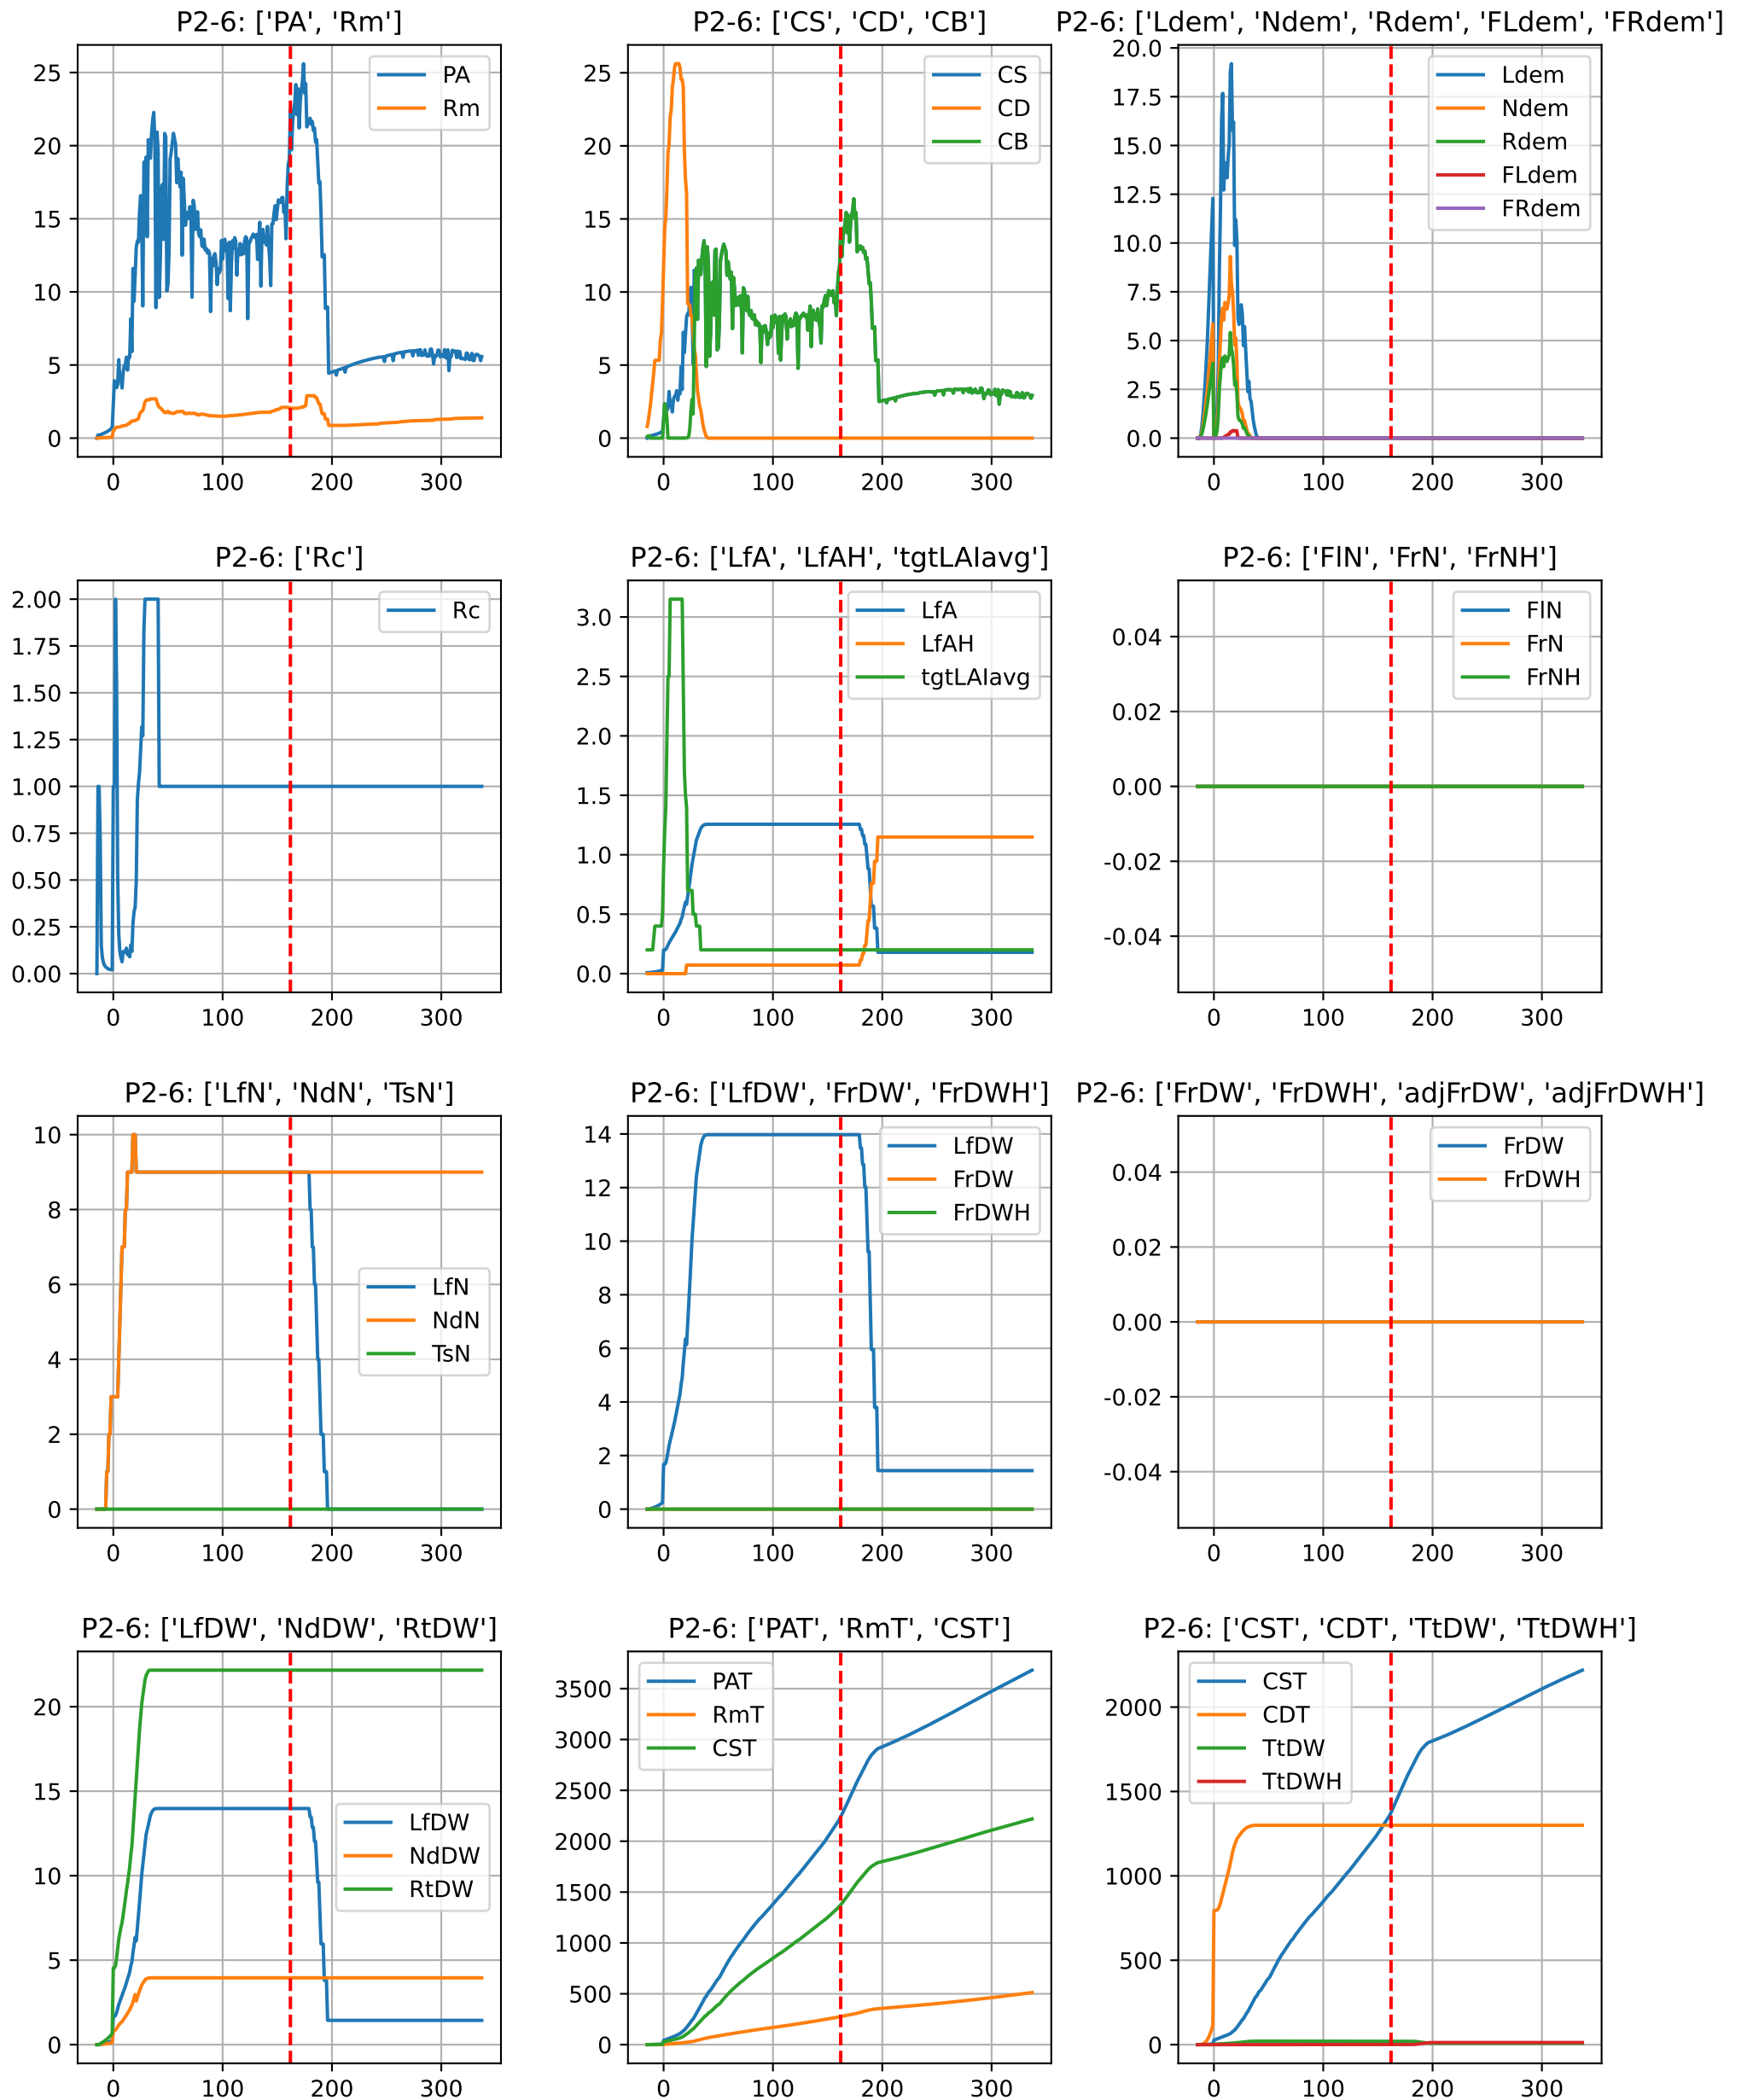 P2-6: ['PA', 'Rm']
25
20
15
10
5
0
0 100 200 300
PA
Rm
P2-6: ['CS', 'CD', 'CB']
25
20
15
10
5
0
0 100 200 300
CS
CD
CB
P2-6: ['Ldem', 'Ndem', 'Rdem', 'FLdem', 'FRdem']
20.0
17.5
15.0
12.5
10.0
7.5
5.0
2.5
0.0
0 100 200 300
Ldem
Ndem
Rdem
FLdem
FRdem
P2-6: ['Rc']
2.00
1.75
1.50
1.25
1.00
0.75
0.50
0.25
0.00
0 100 200 300
Rc
P2-6: ['LfA', 'LfAH', 'tgtLAIavg']
3.0
2.5
2.0
1.5
1.0
0.5
0.0
0 100 200 300
LfA
LfAH
tgtLAIavg
P2-6: ['FlN', 'FrN', 'FrNH']
0.04
0.02
0.00
-0.02
-0.04
0 100 200 300
FlN
FrN
FrNH
P2-6: ['LfN', 'NdN', 'TsN']
10
8
6
4
2
0
0 100 200 300
LfN
NdN
TsN
P2-6: ['LfDW', 'FrDW', 'FrDWH']
14
12
10
8
6
4
2
0
0 100 200 300
LfDW
FrDW
FrDWH
P2-6: ['FrDW', 'FrDWH', 'adjFrDW', 'adjFrDWH']
0.04
0.02
0.00
-0.02
-0.04
0 100 200 300
FrDW
FrDWH
P2-6: ['LfDW', 'NdDW', 'RtDW']
20
15
10
5
0
0 100 200 300
LfDW
NdDW
RtDW
P2-6: ['PAT', 'RmT', 'CST']
3500
3000
2500
2000
1500
1000
500
0
0 100 200 300
PAT
RmT
CST
P2-6: ['CST', 'CDT', 'TtDW', 'TtDWH']
2000
1500
1000
500
0
0 100 200 300
CST
CDT
TtDW
TtDWH